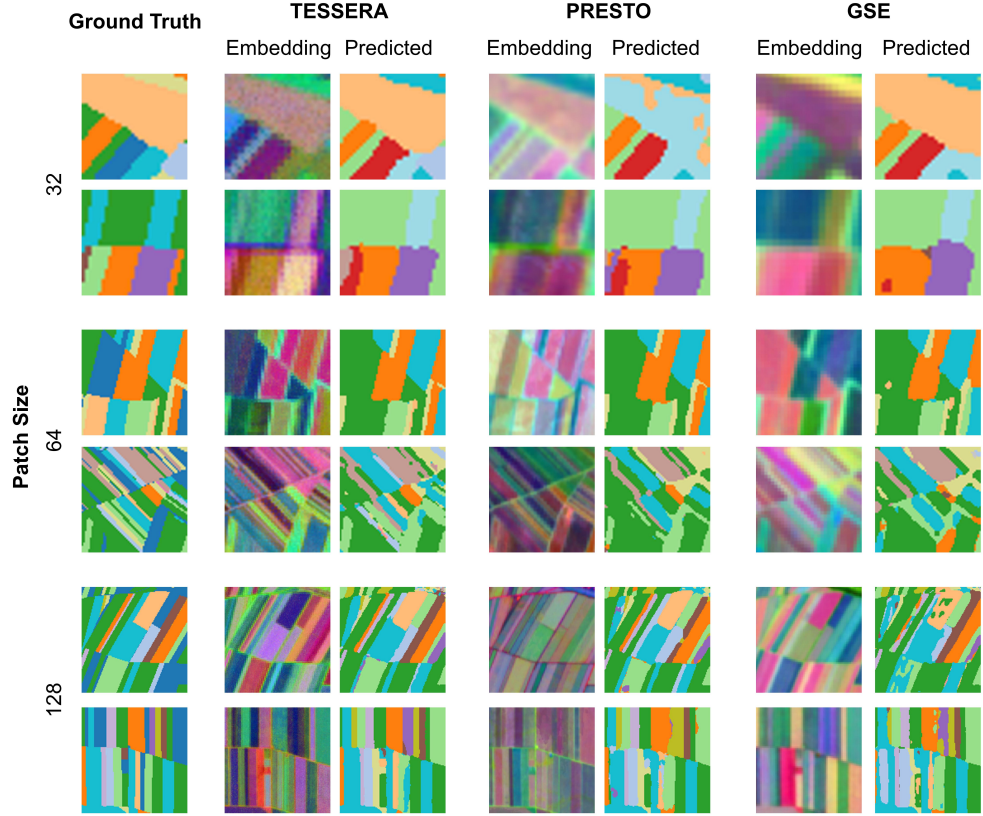 Ground Truth
TESSERA
PRESTO
GSE
Embedding Predicted
Embedding Predicted
Embedding Predicted
Patch Size
32
64
128